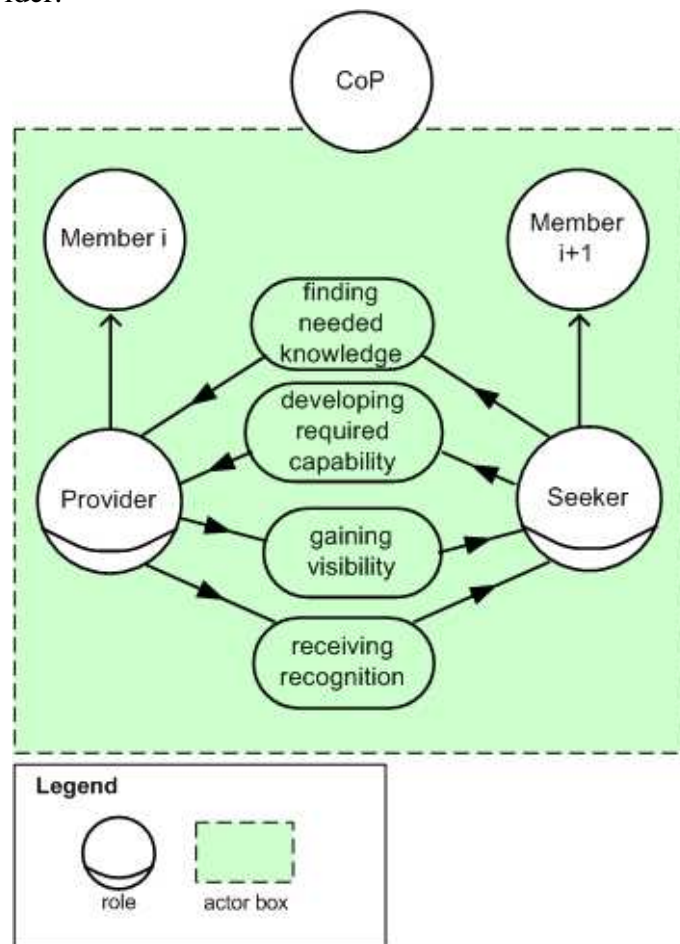 ider.
CoP
Member i
Member
i+1
finding
needed
knowledge
developing
required
capability
Provider
Seeker
gaining
visibility
receiving
recognition
Legend
role
actor box